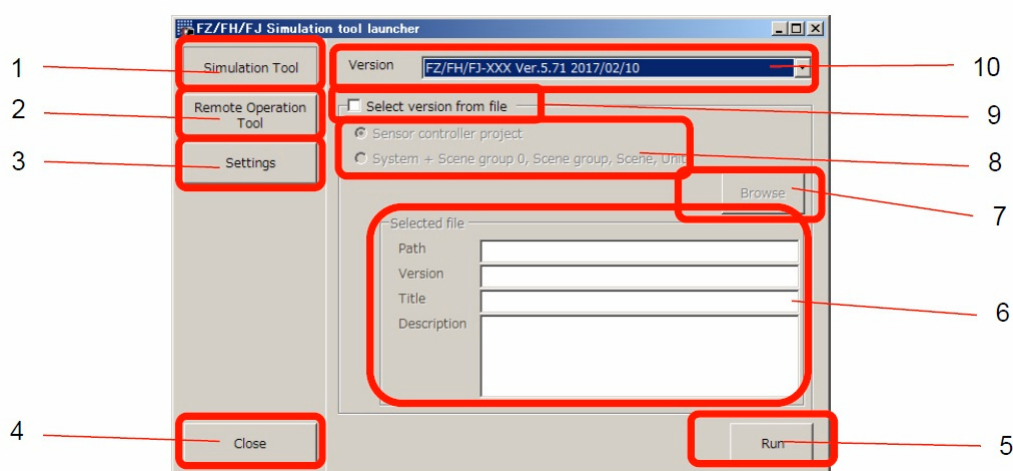 FZ/FH/FJ Simulation tool launcher
1
Simulation Tool
Version
FZ/FH/FJ-XXX Ver.5.71 2017/02/10
10
2
Remote Operation
Tool
Select version from file
9
3
Settings
Sensor controller project
System + Scene group 0, Scene group, Scene, Unit
8
Browse
7
Selected file
Path
Version
Title
6
Description
4
Close
Run
5